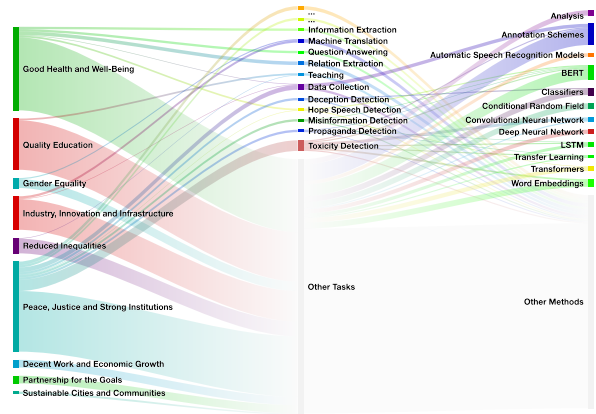 Good Health and Well-Being
Quality Education
Gender Equality
Industry, Innovation and Infrastructure
Reduced Inequalities
Peace, Justice and Strong Institutions
Decent Work and Economic Growth
Partnership for the Goals
Sustainable Cities and Communities
...
...
Information Extraction
Machine Translation
Question Answering
Relation Extraction
Teaching
Data Collection
Deception Detection
Hope Speech Detection
Misinformation Detection
Propaganda Detection
Toxicity Detection
Other Tasks
Analysis
Annotation Schemes
Automatic Speech Recognition Models
BERT
Classifiers
Conditional Random Field
Convolutional Neural Network
Deep Neural Network
LSTM
Transfer Learning
Transformers
Word Embeddings
Other Methods